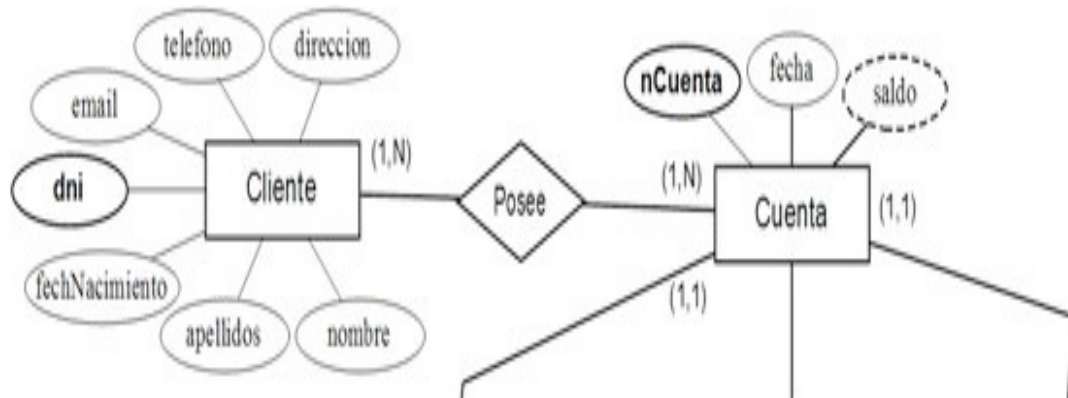 telefono
direccion
email
dni
fechNacimiento
apellidos
nombre
Cliente
(1,N)
Posee
(1,N)
nCuenta
fecha
saldo
Cuenta
(1,1)
(1,1)